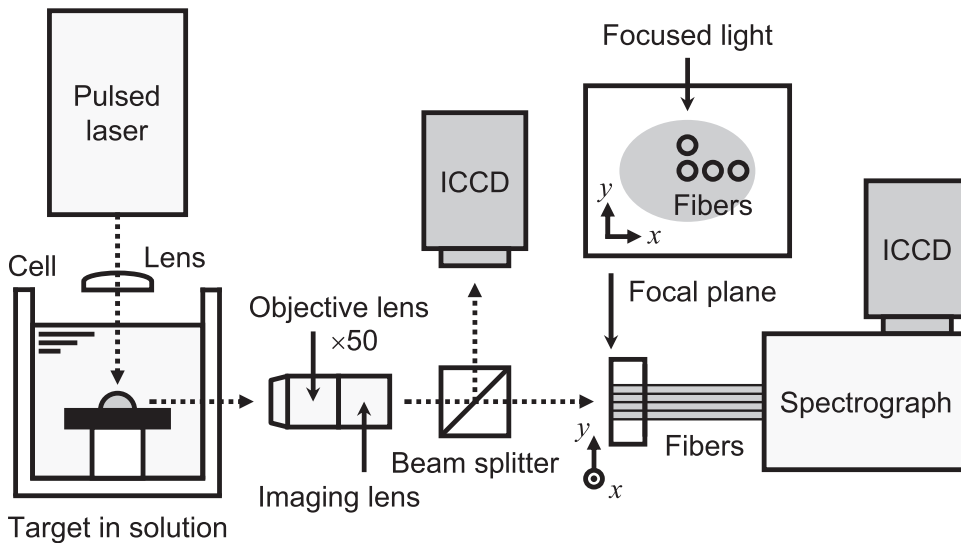 Pulsed
laser
Cell
Lens
Target in solution
Objective lens
×50
Imaging lens
ICCD
Beam splitter
Focused light
Fibers
y
x
Focal plane
Fibers
y
x
ICCD
Spectrograph